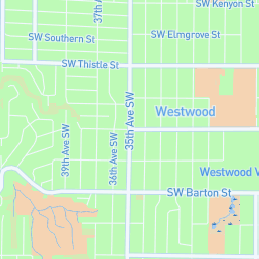 SW Kenyon St
37th A
SW Southern St
SW Elmgrove St
SW Thistle St
Westwood
35th Ave SW
39th Ave SW
36th Ave SW
Westwood V
SW Barton St